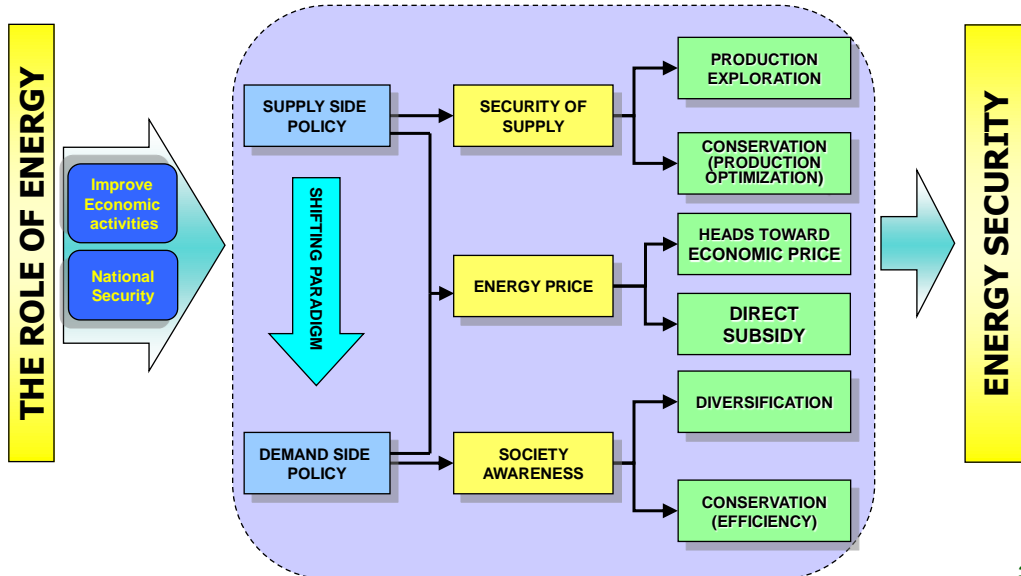 THE ROLE OF ENERGY
Improve
Economic
activities
National
Security
SUPPLY SIDE
POLICY
SHIFTING PARADIGM
DEMAND SIDE
POLICY
SECURITY OF
SUPPLY
ENERGY PRICE
SOCIETY
AWARENESS
PRODUCTION
EXPLORATION
CONSERVATION
(PRODUCTION
OPTIMIZATION)
HEADS TOWARD
ECONOMIC PRICE
DIRECT
SUBSIDY
DIVERSIFICATION
CONSERVATION
(EFFICIENCY)
ENERGY SECURITY